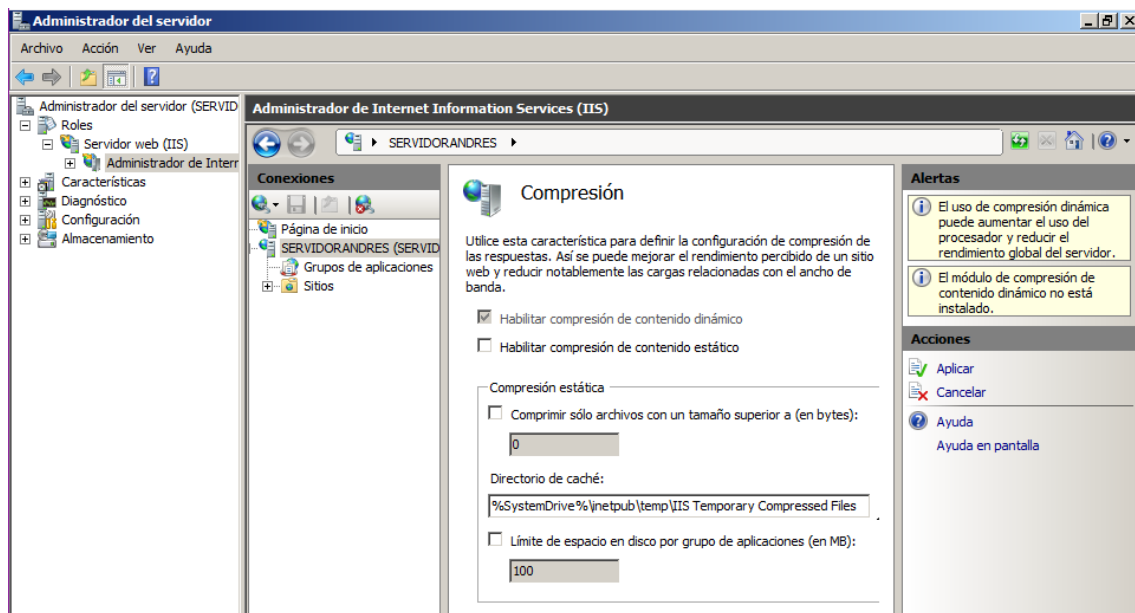 Administrador del servidor
Archivo Acción Ver Ayuda
Administrador del servidor (SERVID
Roles
Servidor web (IIS)
Administrador de Interr
Características
Diagnóstico
Configuración
Almacenamiento
Administrador de Internet Information Services (IIS)
SERVIDORANDRES
Conexiones
Página de inicio
SERVIDORANDRES (SERVID
Grupos de aplicaciones
Sitios
Compresión
Utilice esta característica para definir la configuración de compresión de
las respuestas. Así se puede mejorar el rendimiento percibido de un sitio
web y reducir notablemente las cargas relacionadas con el ancho de
banda.
Habilitar compresión de contenido dinámico
Habilitar compresión de contenido estático
Compresión estática
Comprimir sólo archivos con un tamaño superior a (en bytes):
0
Directorio de caché:
%SystemDrive%\inetpub\temp\IIS Temporary Compressed Files
Límite de espacio en disco por grupo de aplicaciones (en MB):
100
Alertas
El uso de compresión dinámica
puede aumentar el uso del
procesador y reducir el
rendimiento global del servidor.
El módulo de compresión de
contenido dinámico no está
instalado.
Acciones
Aplicar
Cancelar
Ayuda
Ayuda en pantalla